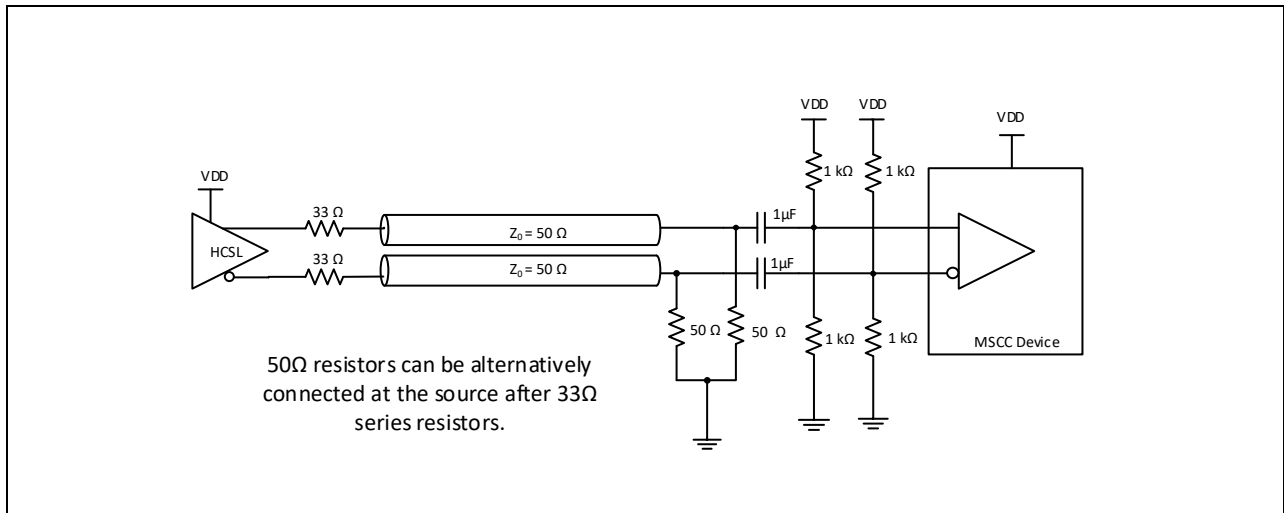 VDD VDD
VDD
1 kΩ 1 kΩ
VDD
33 Ω
1µF
HCSL
Z0 = 50 Ω
33 Ω
1µF
Z0 = 50 Ω
50 Ω 50 Ω
1 kΩ 1 kΩ
MSCC Device
50Ω resistors can be alternatively
connected at the source after 33Ω
series resistors.